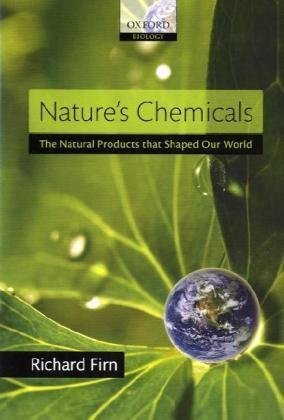 OXFORD
BIOLOGY
Nature's Chemicals
The Natural Products that Shaped Our World
Richard Firn